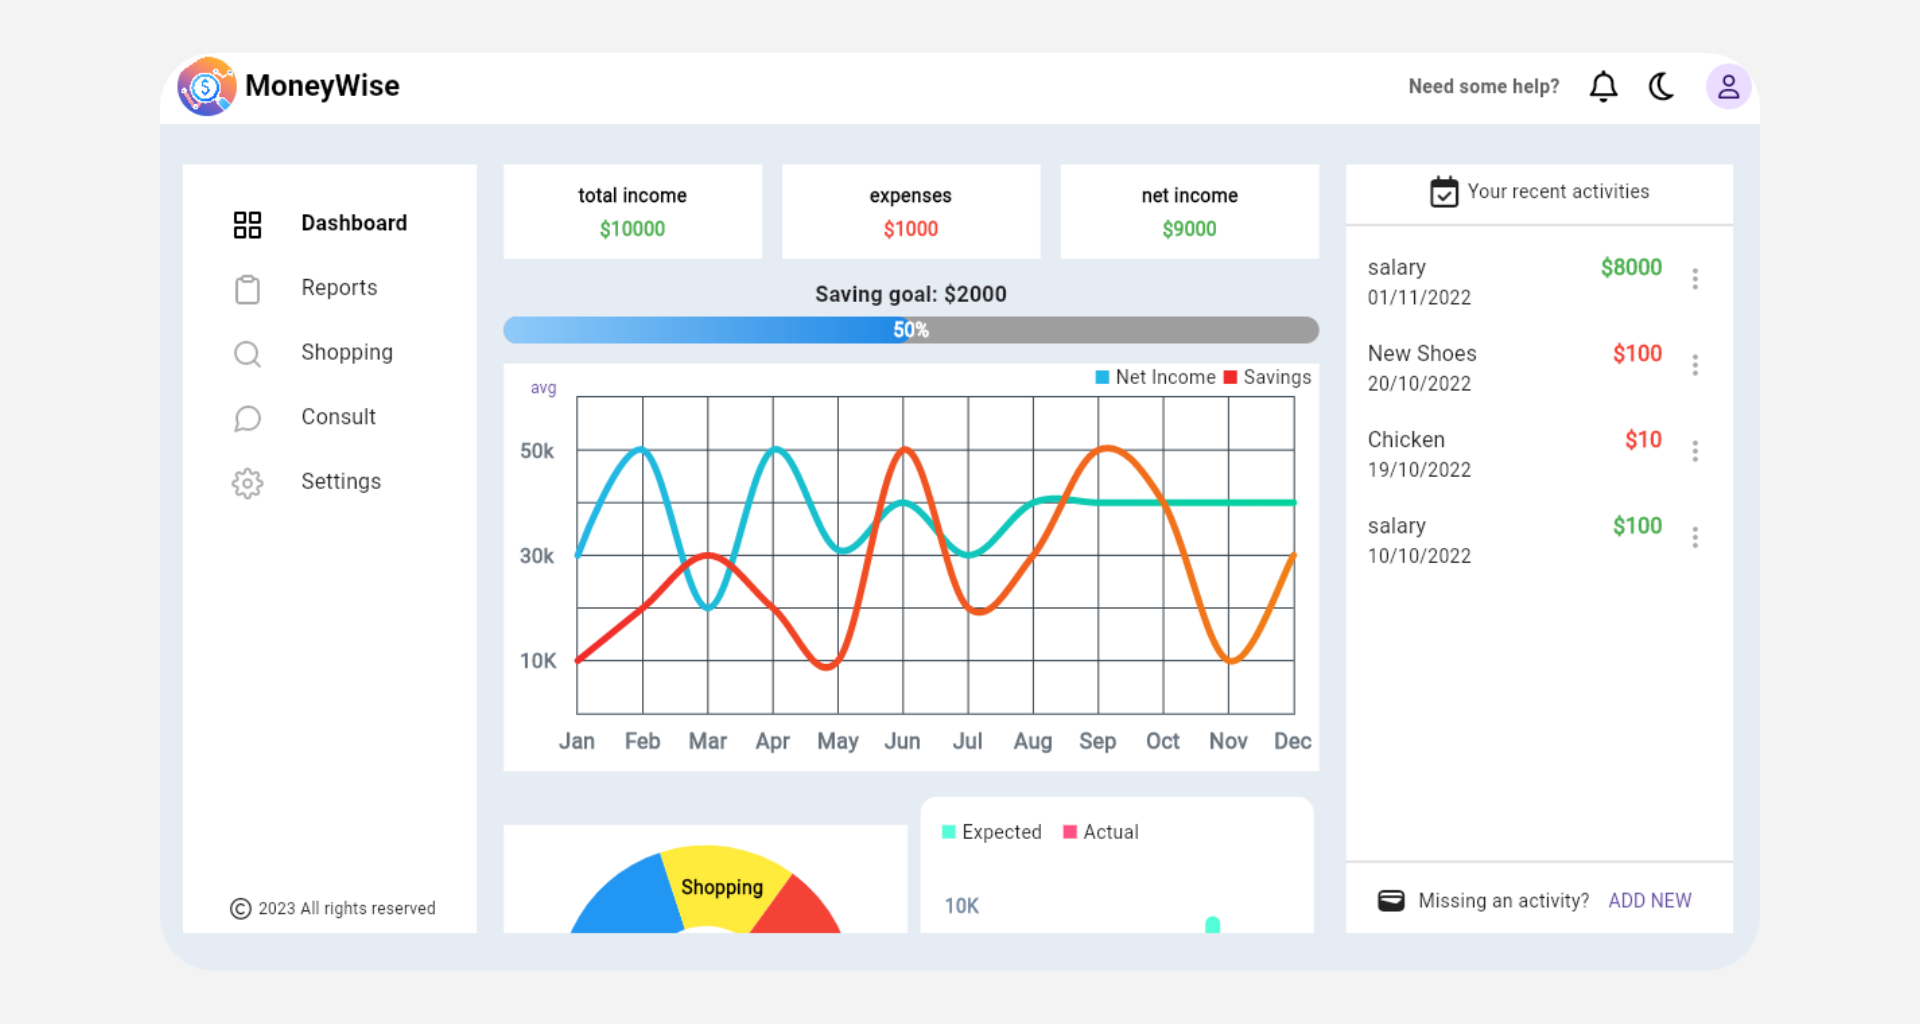 MoneyWise
Need some help?
Dashboard
Reports
Shopping
Consult
Settings
© 2023 All rights reserved
total income
$10000
expenses
$1000
net income
$9000
Saving goal: $2000
50%
Net Income Savings
avg
50k
30k
10K
Jan Feb Mar Apr May Jun Jul Aug Sep Oct Nov Dec
Shopping
Expected Actual
10K
Your recent activities
salary $8000
01/11/2022
New Shoes $100
20/10/2022
Chicken $10
19/10/2022
salary $100
10/10/2022
Missing an activity? ADD NEW